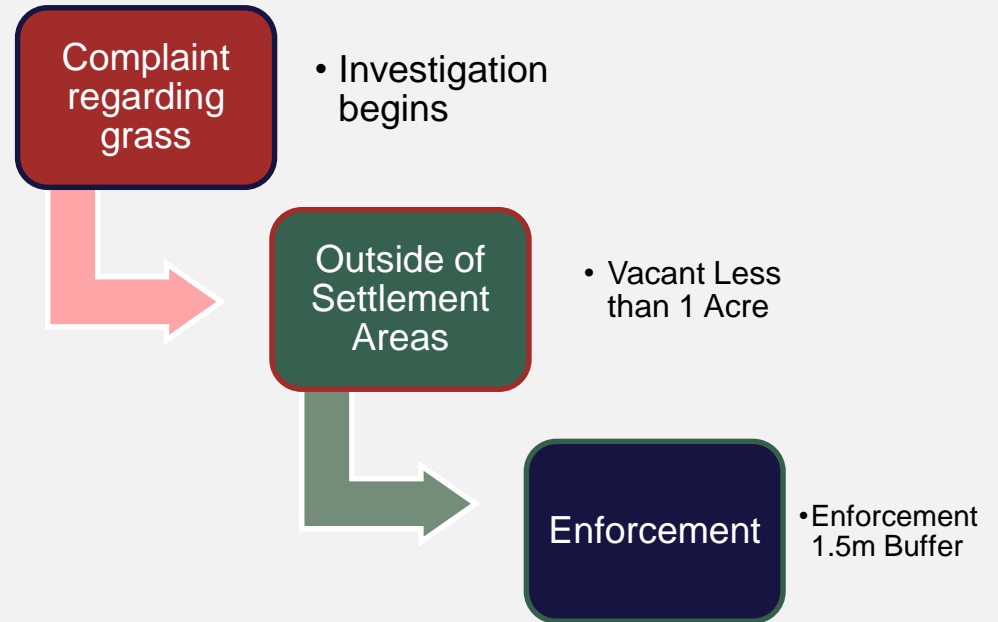 Complaint
regarding
grass
• Investigation
begins
Outside of
Settlement
Areas
• Vacant Less
than 1 Acre
Enforcement
•Enforcement
1.5m Buffer